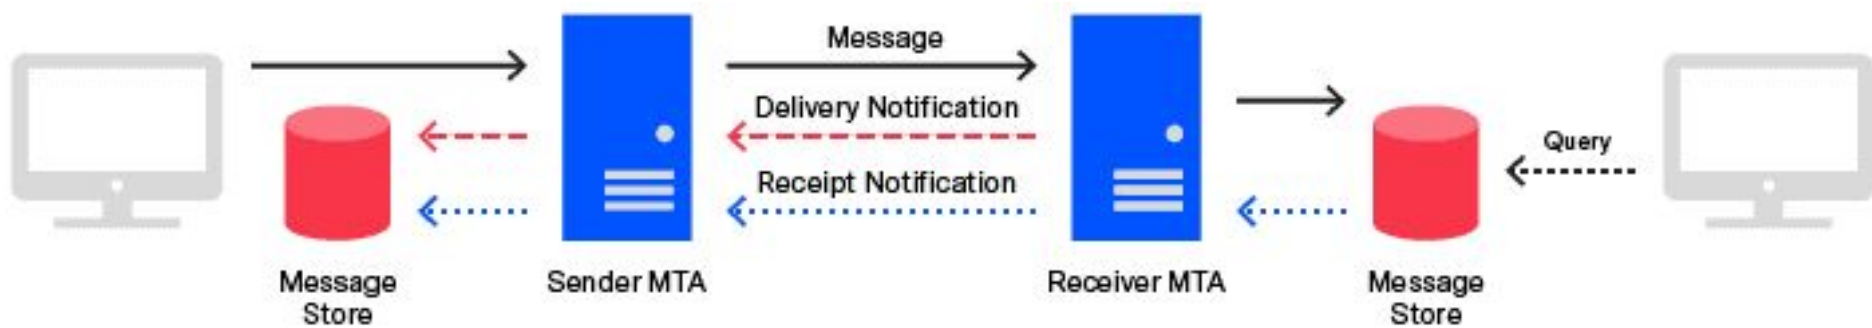 Message
Delivery Notification
Query
Receipt Notification
Message
Store
Sender MTA
Receiver MTA
Message
Store